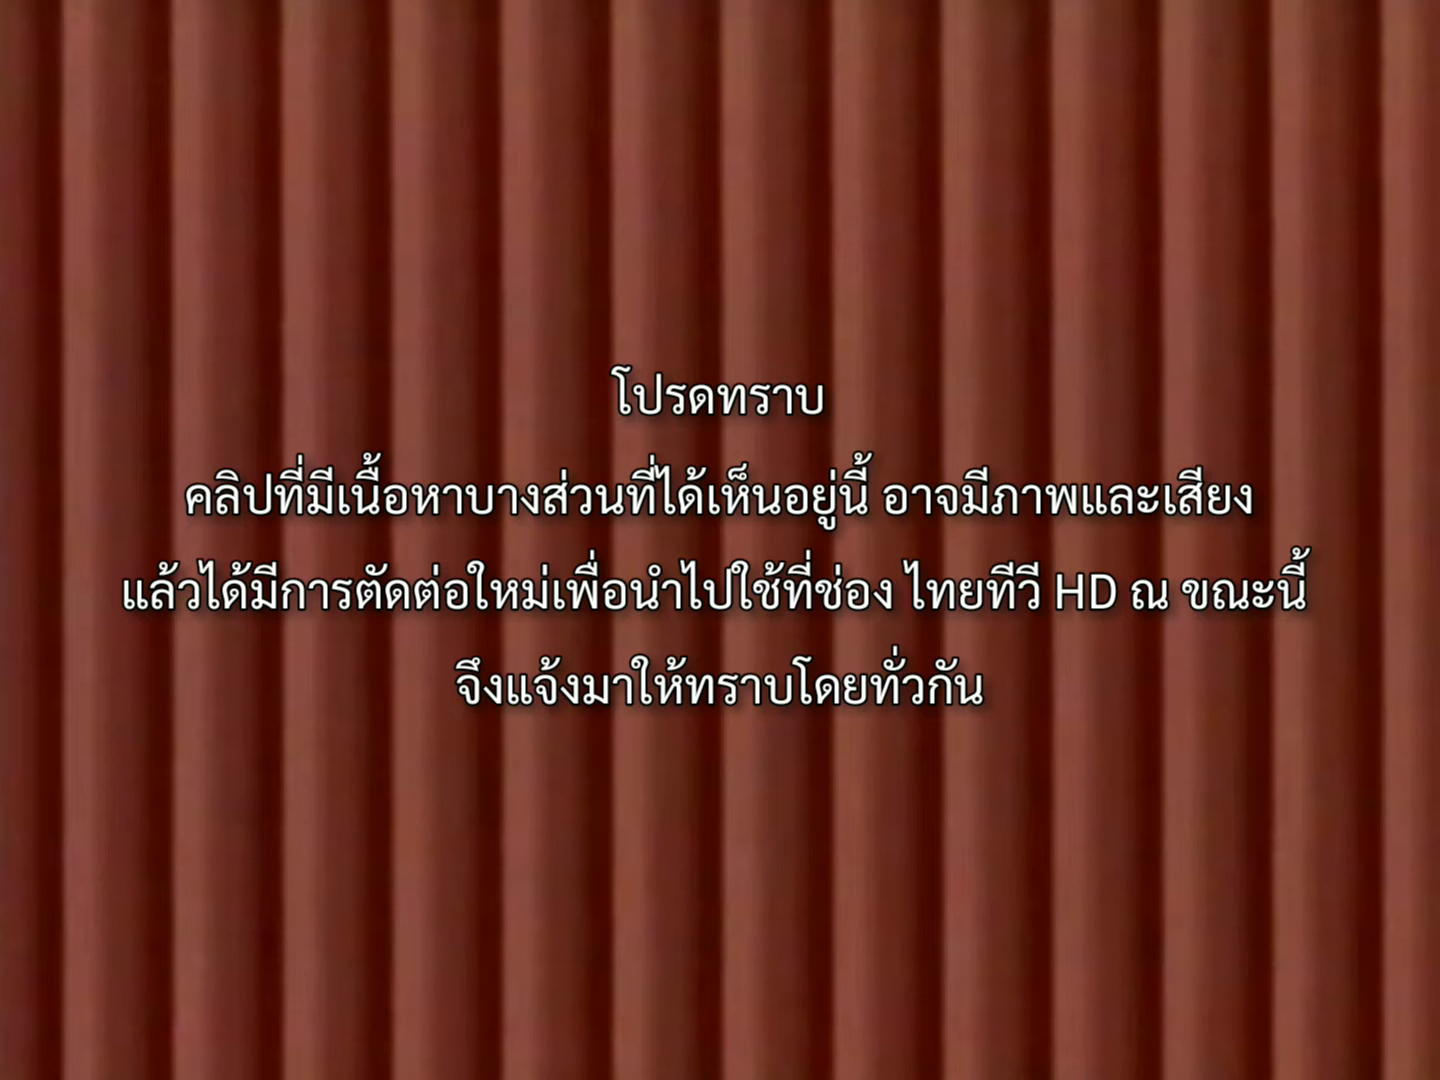 โปรดทราบ
คลิปที่มีเนื้อหาบางส่วนที่ได้เห็นอยู่นี้ อาจมีภาพและเสียง
แล้วได้มีการตัดต่อใหม่เพื่อนำไปใช้ที่ช่อง ไทยทีวี HD ณ ขณะนี้
จึงแจ้งมาให้ทราบโดยทั่วกัน